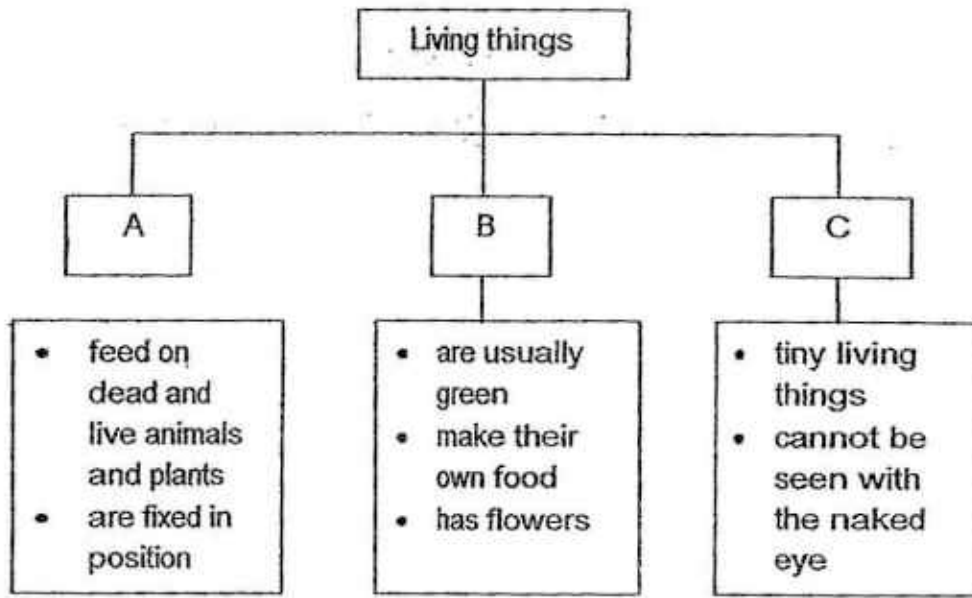 Living things
A
B
C
• feed on
dead and
live animals
and plants
• are fixed in
position
• are usually
green
• make their
own food
• has flowers
• tiny living
things
• cannot be
seen with
the naked
eye